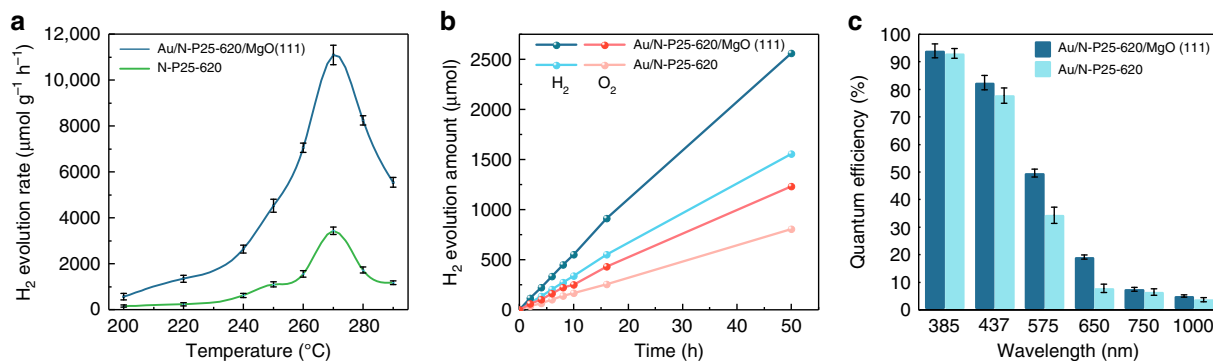 a
H₂ evolution rate (μmol g⁻¹ h⁻¹)
12,000
10,000
8000
6000
4000
2000
0
Au/N-P25-620/MgO(111)
N-P25-620
200
220
240
260
280
Temperature (°C)
b
H₂ evolution amount (μmol)
2500
2000
1500
1000
500
0
Au/N-P25-620/MgO (111)
Au/N-P25-620
H₂ O₂
0
10
20
30
40
50
Time (h)
c
Quantum efficiency (%)
100
90
80
70
60
50
40
30
20
10
0
Au/N-P25-620/MgO (111)
Au/N-P25-620
385
437
575
650
750
1000
Wavelength (nm)